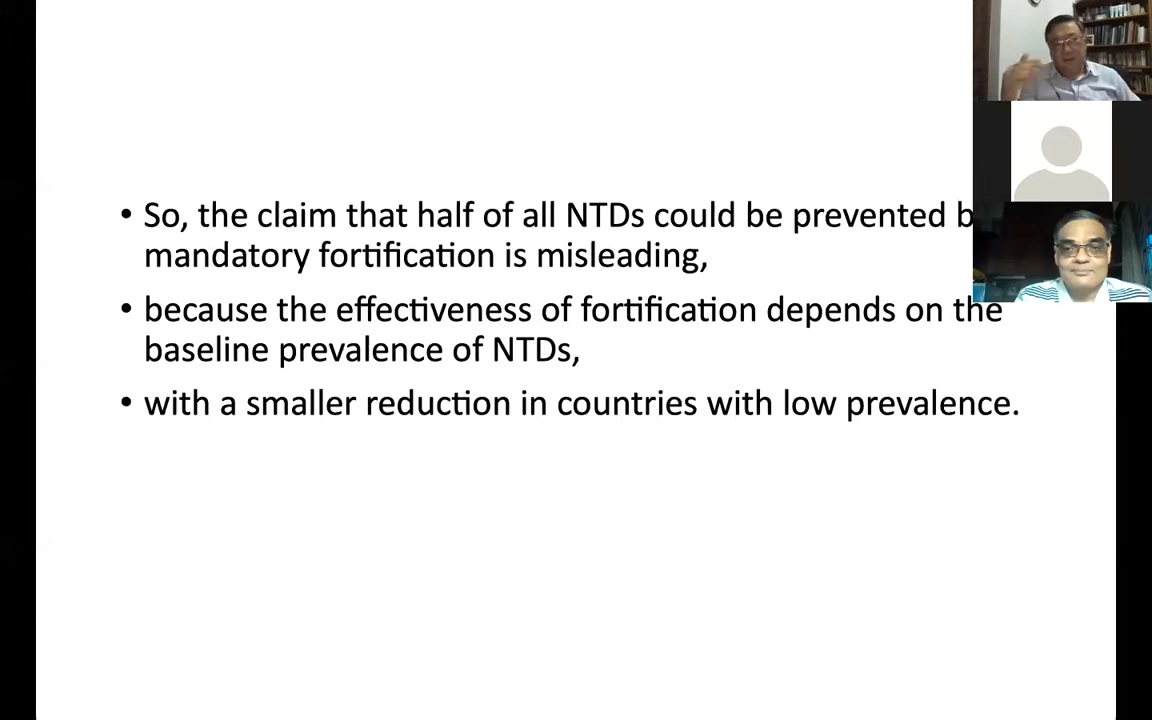 • So, the claim that half of all NTDs could be prevented
mandatory fortification is misleading,
• because the effectiveness of fortification depends on the
baseline prevalence of NTDs,
• with a smaller reduction in countries with low prevalence.